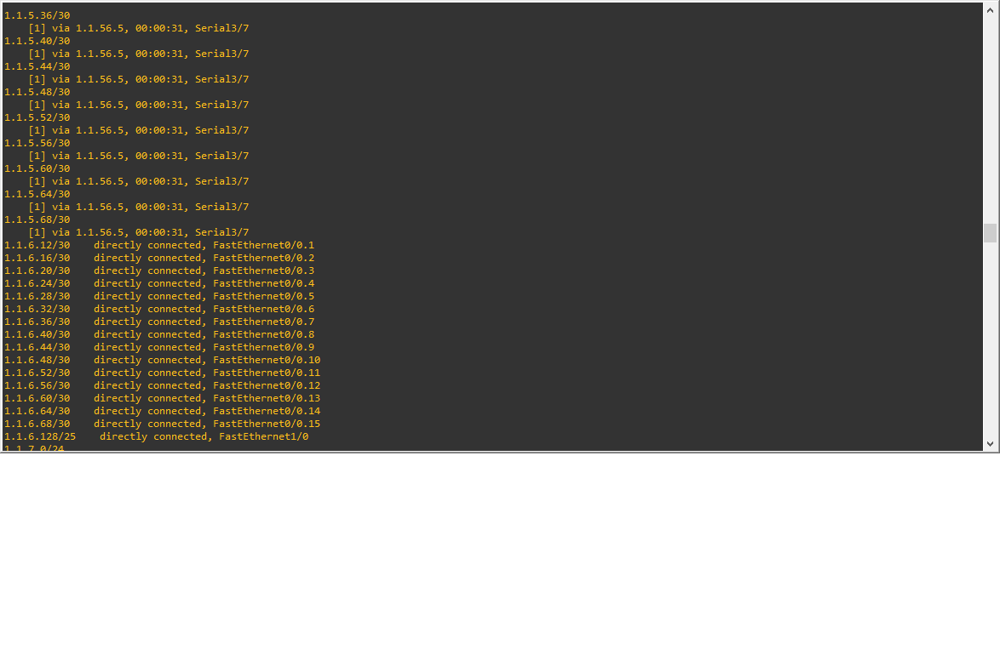 1.1.5.36/30
    [1] via 1.1.56.5, 00:00:31, Serial3/7
1.1.5.40/30
    [1] via 1.1.56.5, 00:00:31, Serial3/7
1.1.5.44/30
    [1] via 1.1.56.5, 00:00:31, Serial3/7
1.1.5.48/30
    [1] via 1.1.56.5, 00:00:31, Serial3/7
1.1.5.52/30
    [1] via 1.1.56.5, 00:00:31, Serial3/7
1.1.5.56/30
    [1] via 1.1.56.5, 00:00:31, Serial3/7
1.1.5.60/30
    [1] via 1.1.56.5, 00:00:31, Serial3/7
1.1.5.64/30
    [1] via 1.1.56.5, 00:00:31, Serial3/7
1.1.5.68/30
    [1] via 1.1.56.5, 00:00:31, Serial3/7
1.1.6.12/30    directly connected, FastEthernet0/0.1
1.1.6.16/30    directly connected, FastEthernet0/0.2
1.1.6.20/30    directly connected, FastEthernet0/0.3
1.1.6.24/30    directly connected, FastEthernet0/0.4
1.1.6.28/30    directly connected, FastEthernet0/0.5
1.1.6.32/30    directly connected, FastEthernet0/0.6
1.1.6.36/30    directly connected, FastEthernet0/0.7
1.1.6.40/30    directly connected, FastEthernet0/0.8
1.1.6.44/30    directly connected, FastEthernet0/0.9
1.1.6.48/30    directly connected, FastEthernet0/0.10
1.1.6.52/30    directly connected, FastEthernet0/0.11
1.1.6.56/30    directly connected, FastEthernet0/0.12
1.1.6.60/30    directly connected, FastEthernet0/0.13
1.1.6.64/30    directly connected, FastEthernet0/0.14
1.1.6.68/30    directly connected, FastEthernet0/0.15
1.1.6.128/25    directly connected, FastEthernet1/0
1.1.7.0/24